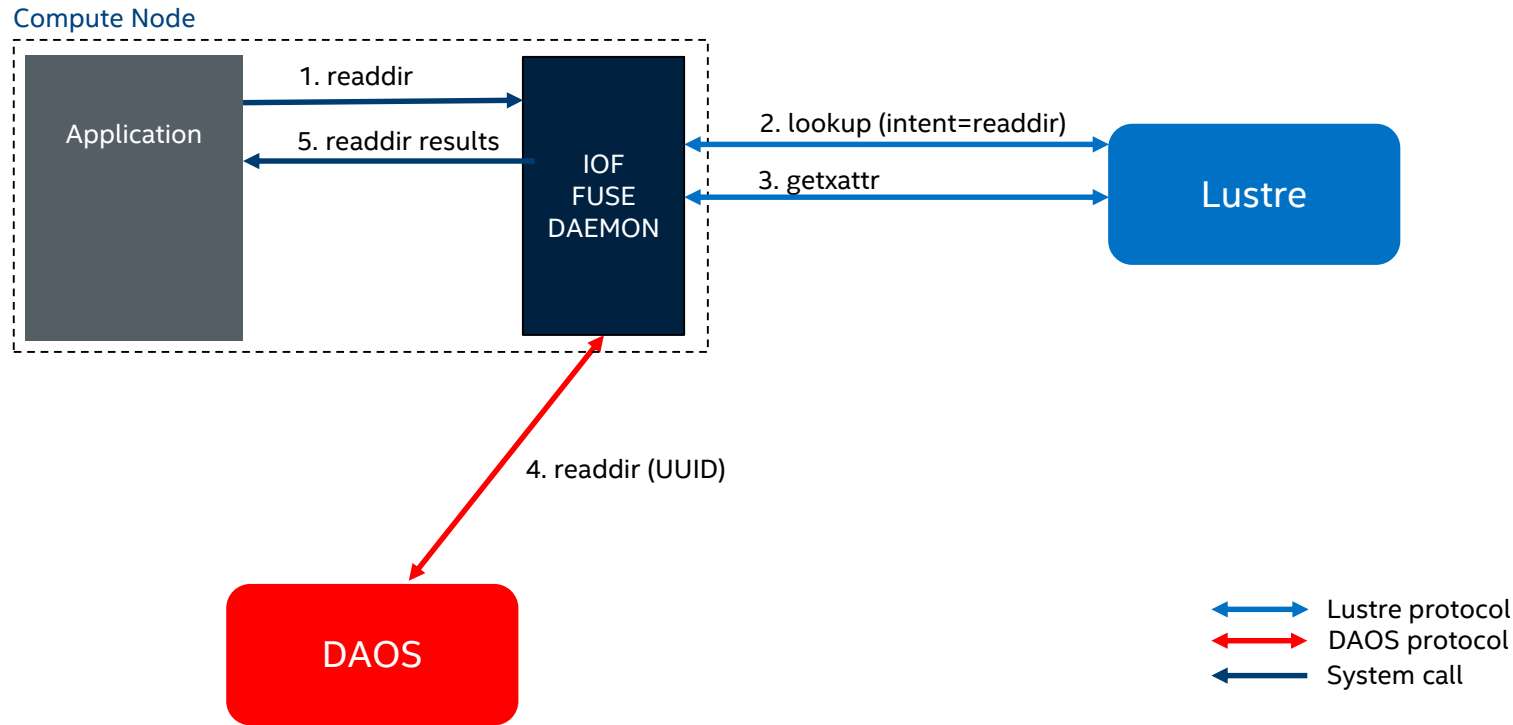 Compute Node
1. readdir
Application
5. readdir results
IOF
FUSE
DAEMON
2. lookup (intent=readdir)
3. getxattr
Lustre
4. readdir (UUID)
DAOS
Lustre protocol
DAOS protocol
System call